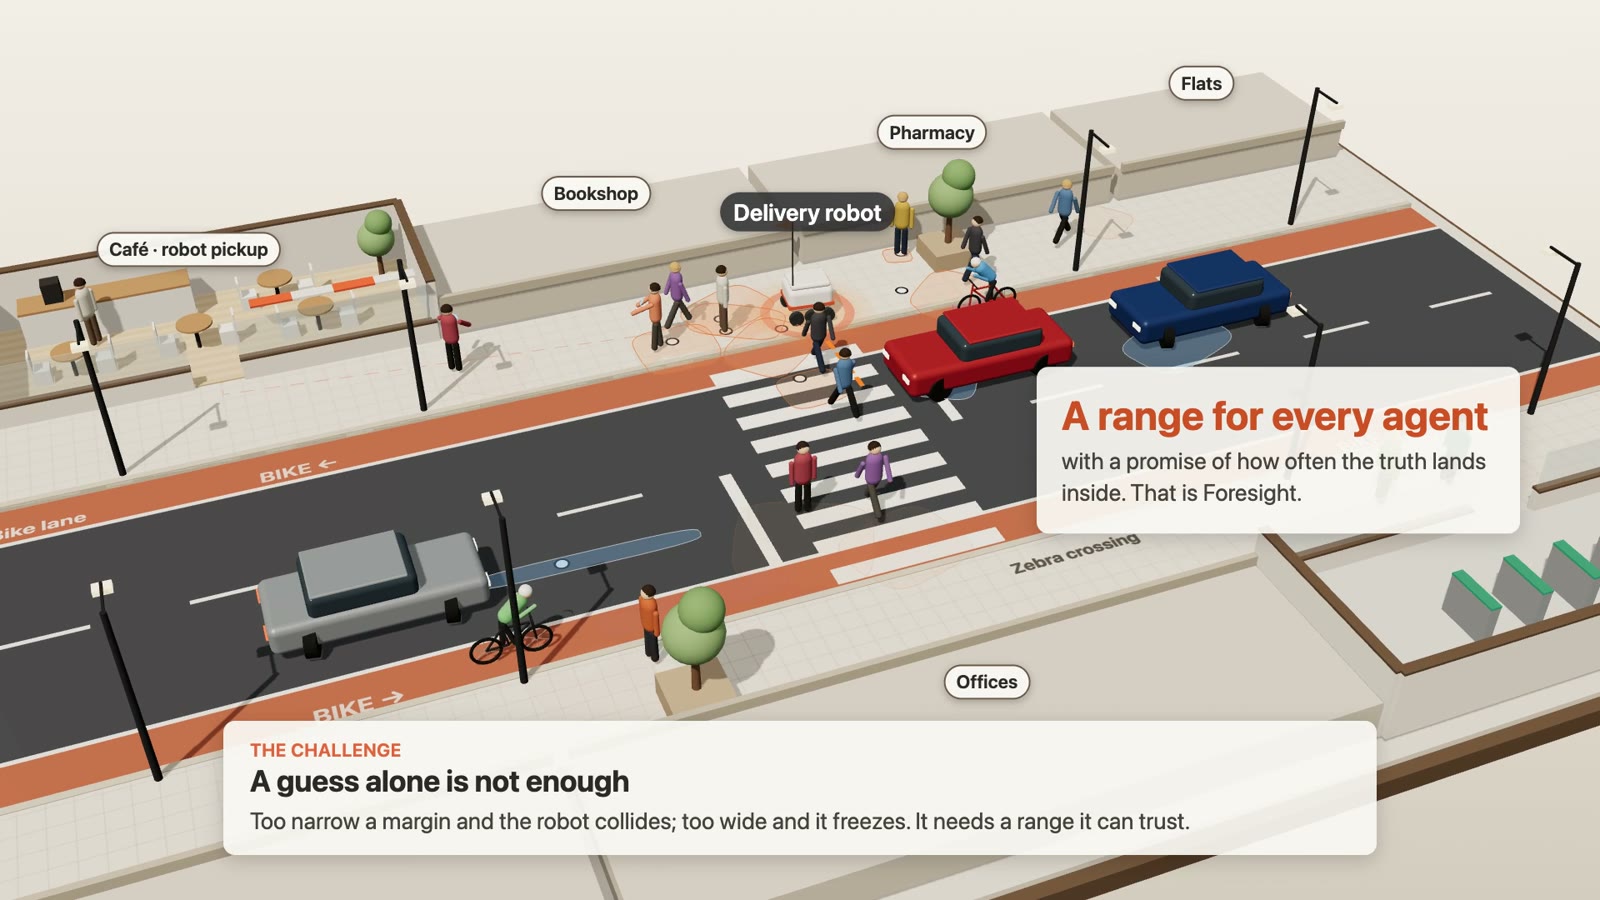 Flats
Pharmacy
Bookshop
Delivery robot
Café · robot pickup
BIKE ←
Bike lane
A range for every agent
with a promise of how often the truth lands
inside. That is Foresight.
Zebra crossing
BIKE →
Offices
THE CHALLENGE
A guess alone is not enough
Too narrow a margin and the robot collides; too wide and it freezes. It needs a range it can trust.